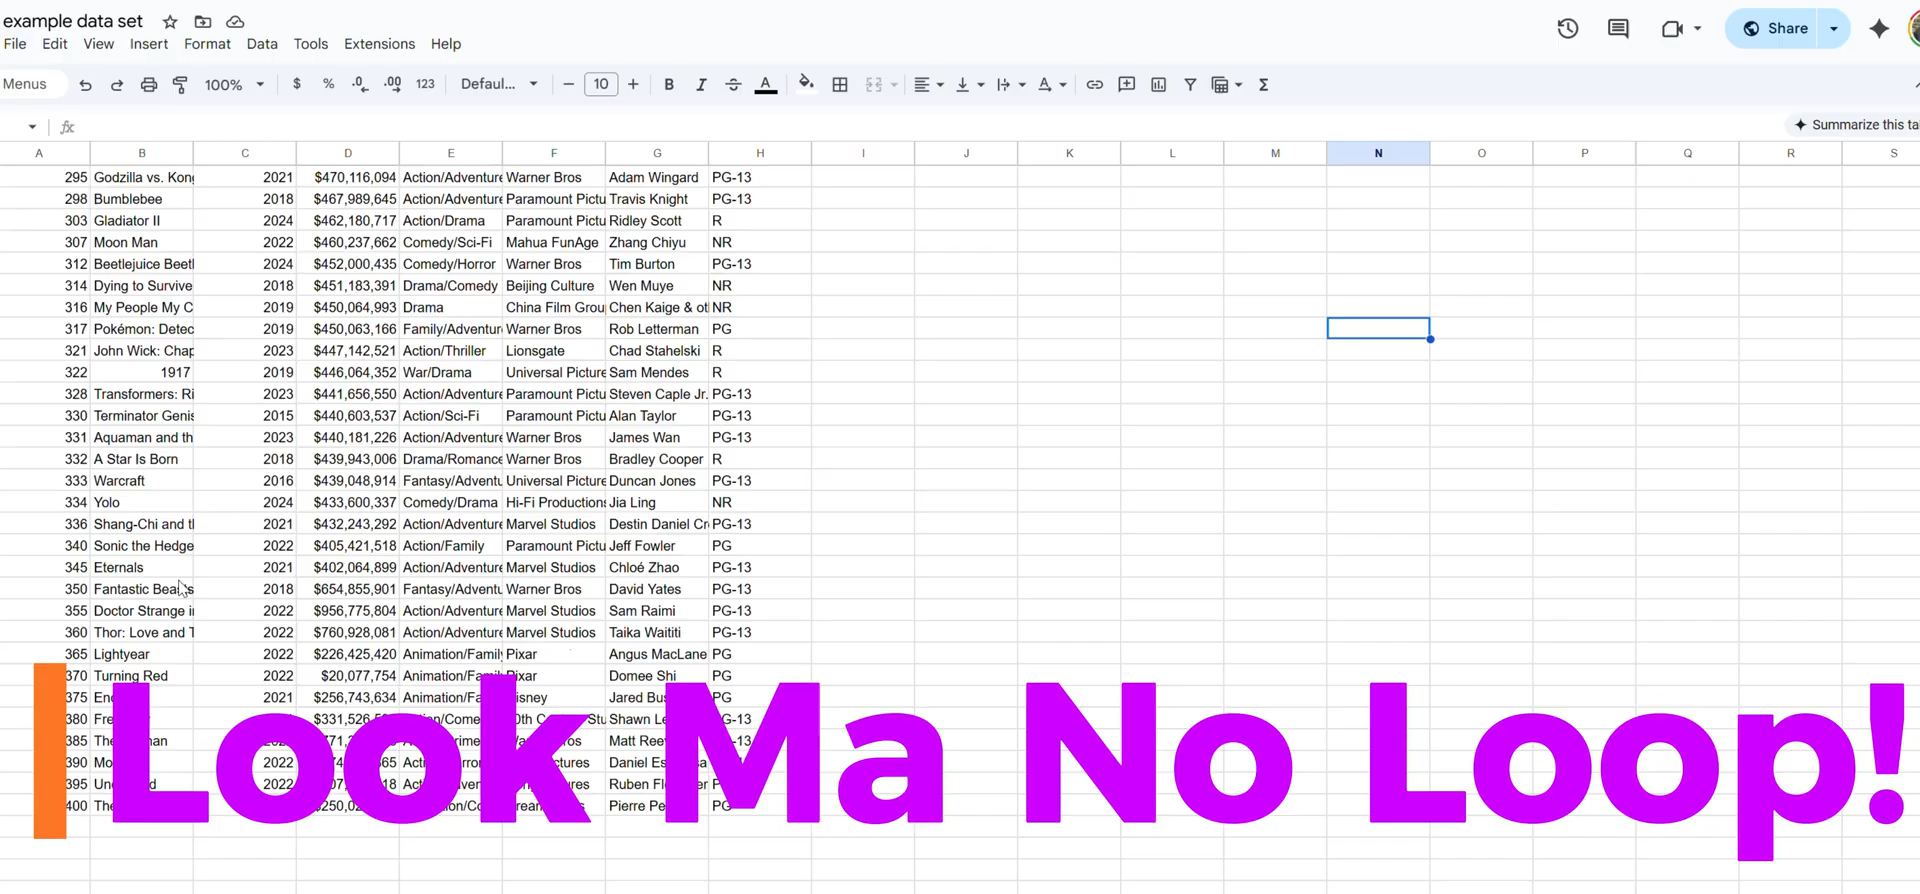 example data set
File Edit View Insert Format Data Tools Extensions Help
Share
Menus 100% $ % .0 .00 123 Defaul... − 10 + B I A Σ
fx
Summarize this ta
A B C D E F G H I J K L M N O P Q R S
295 Godzilla vs. Kong 2021 $470,116,094 Action/Adventure Warner Bros Adam Wingard PG-13
298 Bumblebee 2018 $467,989,645 Action/Adventure Paramount Pictu Travis Knight PG-13
303 Gladiator II 2024 $462,180,717 Action/Drama Paramount Pictu Ridley Scott R
307 Moon Man 2022 $460,237,662 Comedy/Sci-Fi Mahua FunAge Zhang Chiyu NR
312 Beetlejuice Beetl 2024 $452,000,435 Comedy/Horror Warner Bros Tim Burton PG-13
314 Dying to Survive 2018 $451,183,391 Drama/Comedy Beijing Culture Wen Muye NR
316 My People My C 2019 $450,064,993 Drama China Film Grou Chen Kaige & ot NR
317 Pokémon: Detec 2019 $450,063,166 Family/Adventur Warner Bros Rob Letterman PG
321 John Wick: Chap 2023 $447,142,521 Action/Thriller Lionsgate Chad Stahelski R
322 1917 2019 $446,064,352 War/Drama Universal Picture Sam Mendes R
328 Transformers: Ri 2023 $441,656,550 Action/Adventure Paramount Pictu Steven Caple Jr. PG-13
330 Terminator Genis 2015 $440,603,537 Action/Sci-Fi Paramount Pictu Alan Taylor PG-13
331 Aquaman and th 2023 $440,181,226 Action/Adventure Warner Bros James Wan PG-13
332 A Star Is Born 2018 $439,943,006 Drama/Romance Warner Bros Bradley Cooper R
333 Warcraft 2016 $439,048,914 Fantasy/Adventu Universal Picture Duncan Jones PG-13
334 Yolo 2024 $433,600,337 Comedy/Drama Hi-Fi Productions Jia Ling NR
336 Shang-Chi and t 2021 $432,243,292 Action/Adventure Marvel Studios Destin Daniel Cr PG-13
340 Sonic the Hedge 2022 $405,421,518 Action/Family Paramount Pictu Jeff Fowler PG
345 Eternals 2021 $402,064,899 Action/Adventure Marvel Studios Chloé Zhao PG-13
350 Fantastic Beasts 2018 $654,855,901 Fantasy/Adventu Warner Bros David Yates PG-13
355 Doctor Strange i 2022 $956,775,804 Action/Adventure Marvel Studios Sam Raimi PG-13
360 Thor: Love and T 2022 $760,928,081 Action/Adventure Marvel Studios Taika Waititi PG-13
365 Lightyear 2022 $226,425,420 Animation/Family Pixar Angus MacLane PG
370 Turning Red 2022 $20,077,754 Domee Shi PG
375 2021 $256,743,634 Jared PG
380 Shawn
385 Matt
390 2022 Daniel
395 2022 Ruben
400 Pierre PG
Look Ma No Loop!